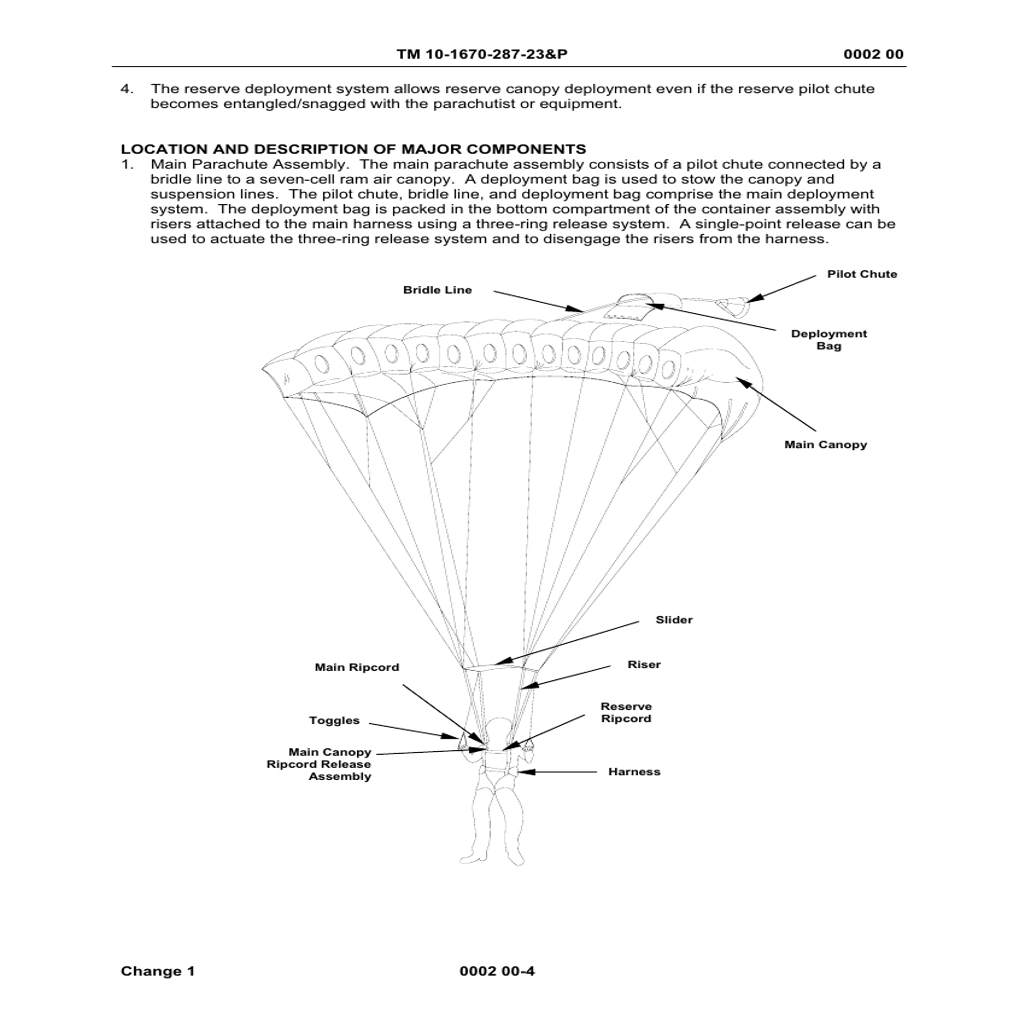 TM 10-1670-287-23&P 0002 00
4. The reserve deployment system allows reserve canopy deployment even if the reserve pilot chute
becomes entangled/snagged with the parachutist or equipment.
LOCATION AND DESCRIPTION OF MAJOR COMPONENTS
1. Main Parachute Assembly. The main parachute assembly consists of a pilot chute connected by a
bridle line to a seven-cell ram air canopy. A deployment bag is used to stow the canopy and
suspension lines. The pilot chute, bridle line, and deployment bag comprise the main deployment
system. The deployment bag is packed in the bottom compartment of the container assembly with
risers attached to the main harness using a three-ring release system. A single-point release can be
used to actuate the three-ring release system and to disengage the risers from the harness.
Pilot Chute
Bridle Line
Deployment
Bag
Main Canopy
Slider
Main Ripcord
Riser
Reserve
Ripcord
Toggles
Main Canopy
Ripcord Release
Assembly
Harness
Change 1 0002 00-4